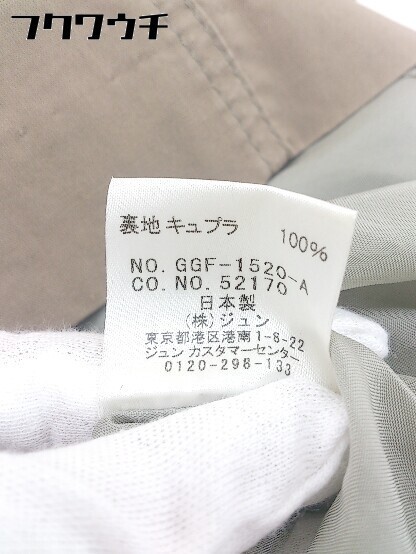 フクワウチ
裏地 キュプラ 100%
NO. GGF-1520-A
CO. NO. 52170
日本製
(株)ジュン
東京都港区港南1-6-22
ジュン カスタマーセンター
0120-298-133